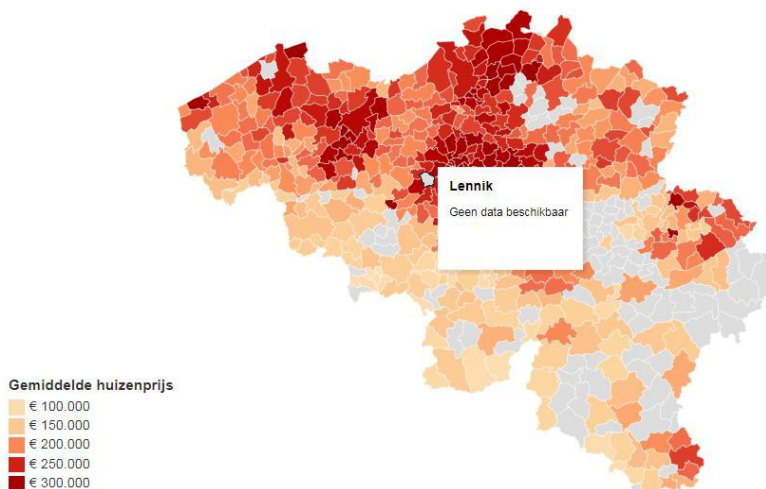 Lennik
Geen data beschikbaar
Gemiddelde huizenprijs
€ 100.000
€ 150.000
€ 200.000
€ 250.000
€ 300.000